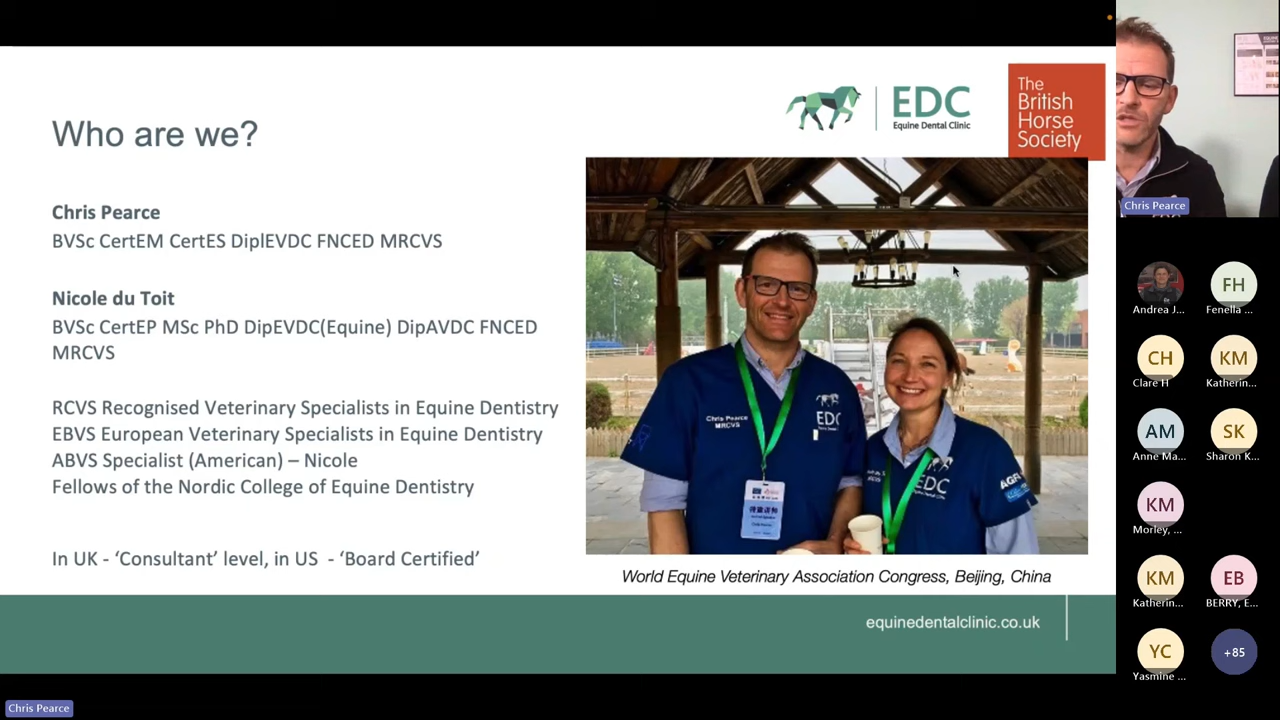 Who are we?
EDC
Equine Dental Clinic
The
British
Horse
Society
Chris Pearce
BVSc CertEM CertES DiplEVDC FNCED MRCVS
Nicole du Toit
BVSc CertEP MSc PhD DipEVDC(Equine) DipAVDC FNCED
MRCVS
RCVS Recognised Veterinary Specialists in Equine Dentistry
EBVS European Veterinary Specialists in Equine Dentistry
ABVS Specialist (American) – Nicole
Fellows of the Nordic College of Equine Dentistry
In UK - ‘Consultant’ level, in US - ‘Board Certified’
Chris Pearce
MRCVS
EDC
EDC
World Equine Veterinary Association Congress, Beijing, China
equinedentalclinic.co.uk
Chris Pearce
Andrea J...
FH
Fenella ...
CH
Clare H
KM
Katherin...
AM
Anne Ma...
SK
Sharon K...
KM
Morley, ...
KM
Katherin...
EB
BERRY, E...
YC
Yasmine ...
+85
Chris Pearce